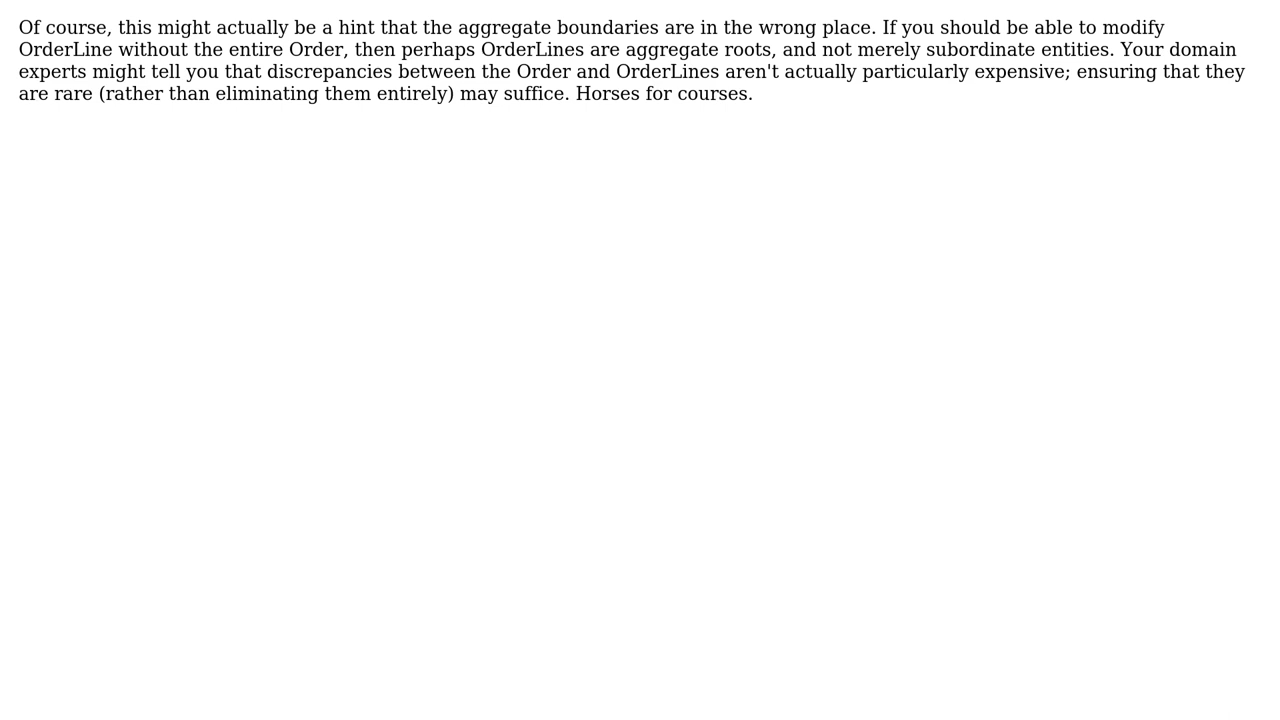 Of course, this might actually be a hint that the aggregate boundaries are in the wrong place. If you should be able to modify
OrderLine without the entire Order, then perhaps OrderLines are aggregate roots, and not merely subordinate entities. Your domain
experts might tell you that discrepancies between the Order and OrderLines aren't actually particularly expensive; ensuring that they
are rare (rather than eliminating them entirely) may suffice. Horses for courses.